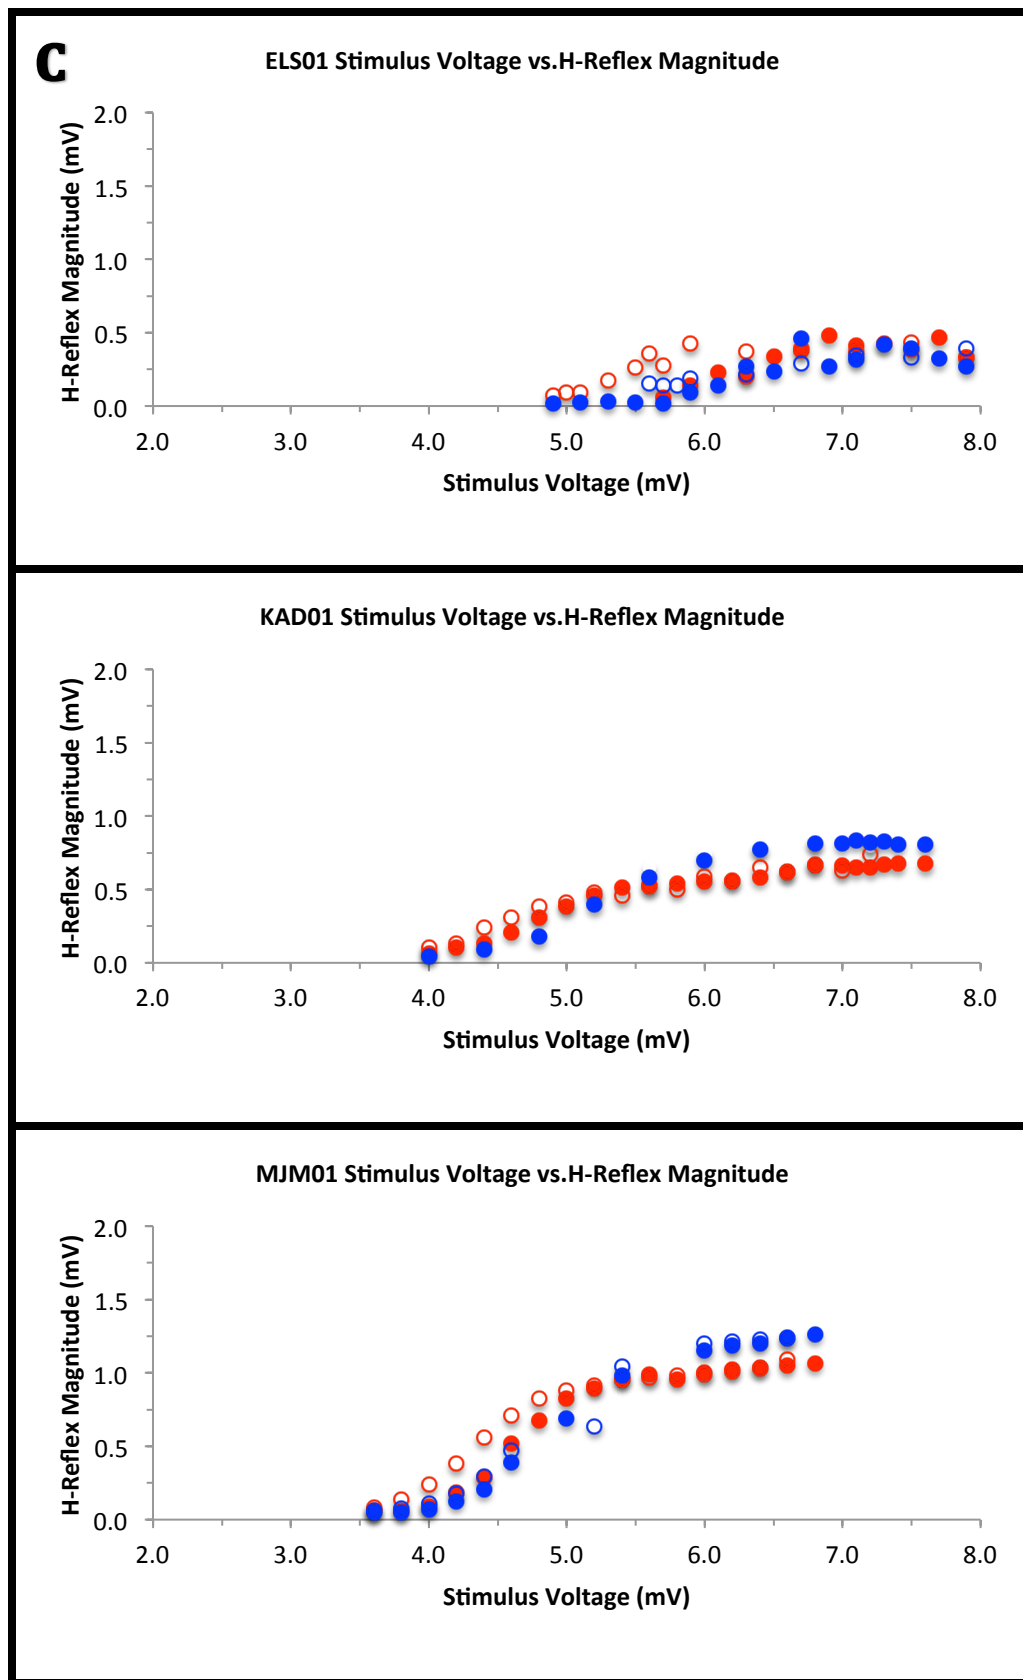 C
ELS01 Stimulus Voltage vs.H-Reflex Magnitude
H-Reflex Magnitude (mV)
2.0
1.5
1.0
0.5
0.0
2.0 3.0 4.0 5.0 6.0 7.0 8.0
Stimulus Voltage (mV)
KAD01 Stimulus Voltage vs.H-Reflex Magnitude
H-Reflex Magnitude (mV)
2.0
1.5
1.0
0.5
0.0
2.0 3.0 4.0 5.0 6.0 7.0 8.0
Stimulus Voltage (mV)
MJM01 Stimulus Voltage vs.H-Reflex Magnitude
H-Reflex Magnitude (mV)
2.0
1.5
1.0
0.5
0.0
2.0 3.0 4.0 5.0 6.0 7.0 8.0
Stimulus Voltage (mV)